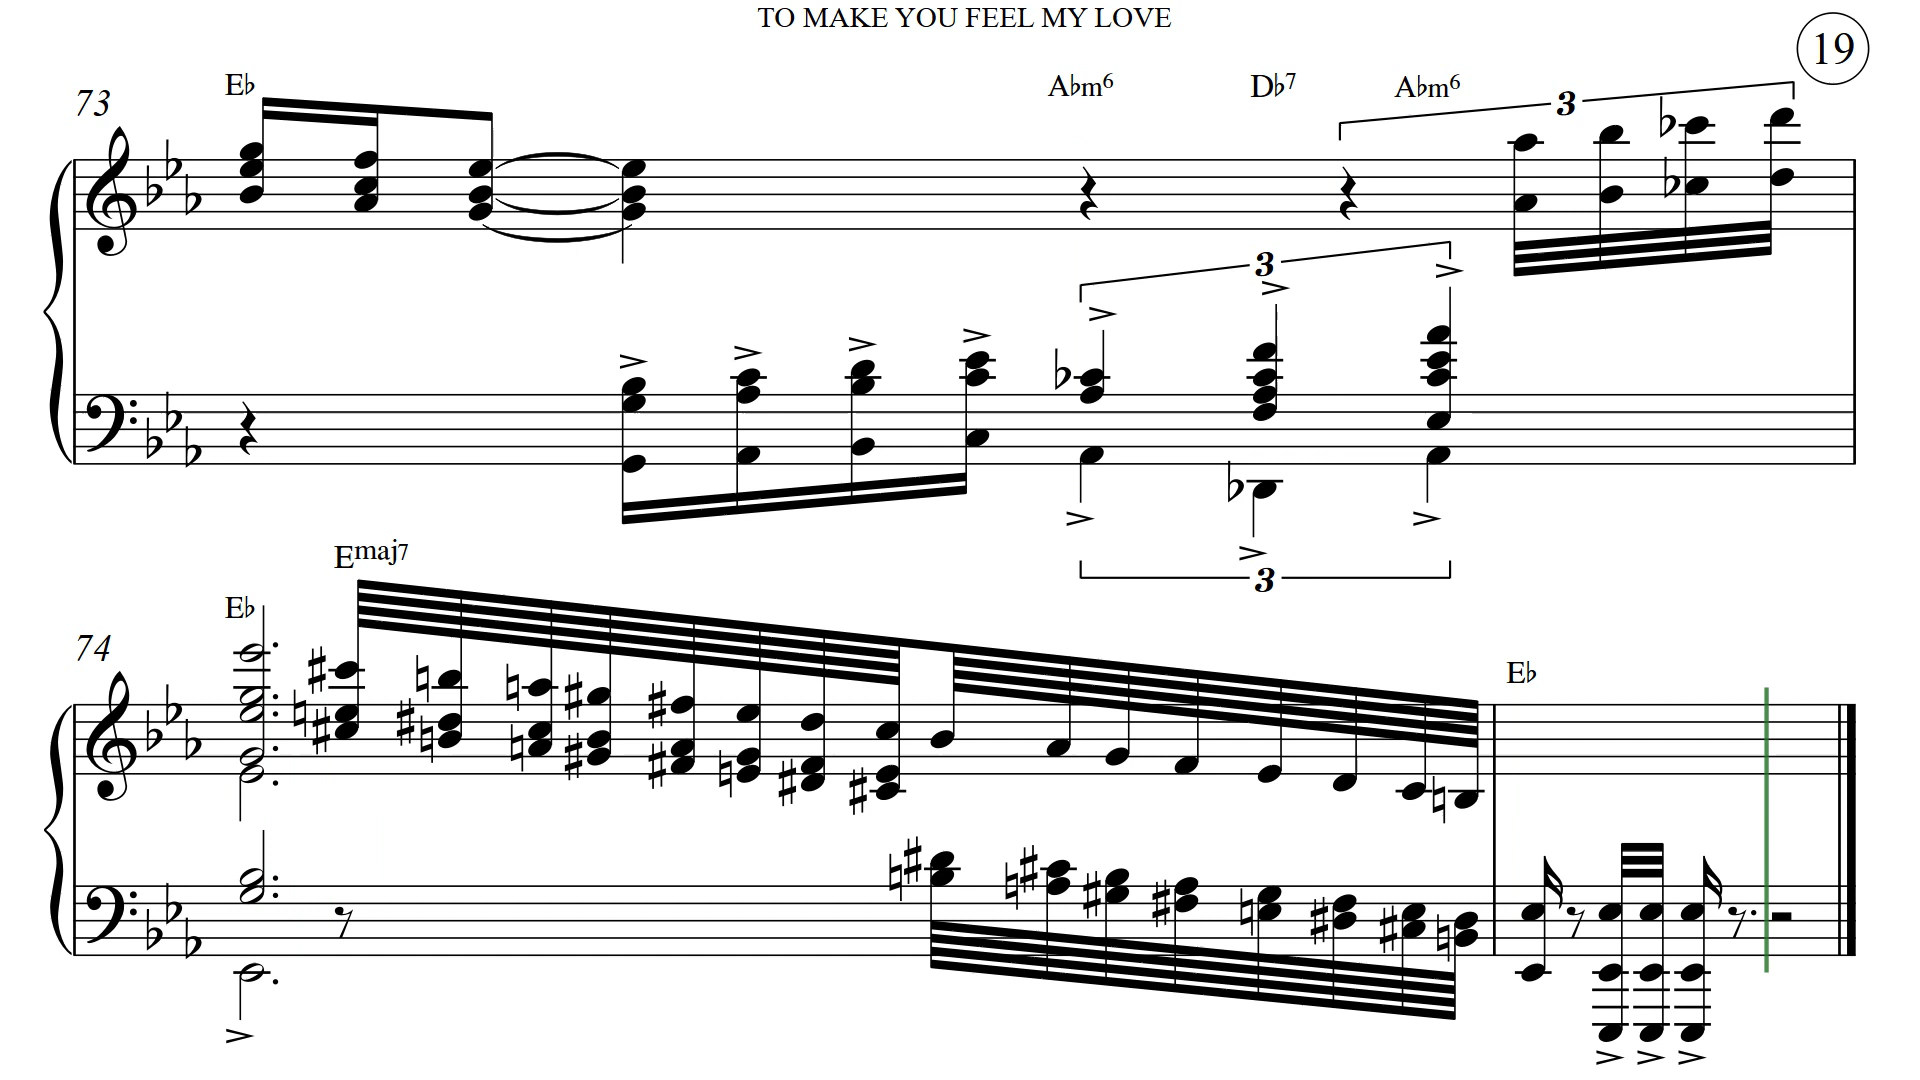 TO MAKE YOU FEEL MY LOVE
19
73
E♭ A♭m6 D♭7 A♭m6
3
3
3
74
E♭ Emaj7 E♭